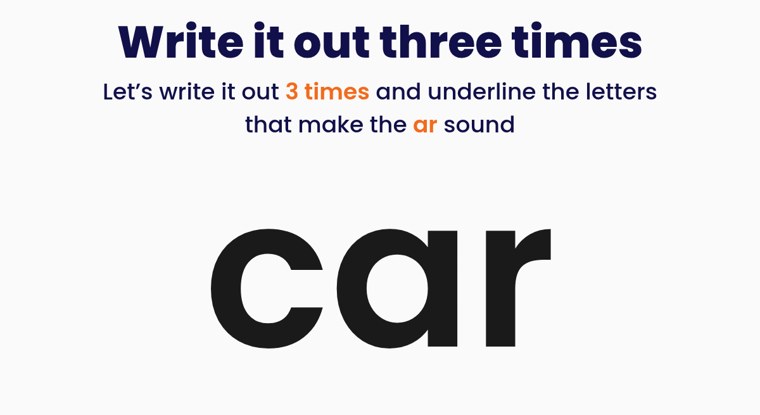 Write it out three times
Let’s write it out 3 times and underline the letters
that make the ar sound
car